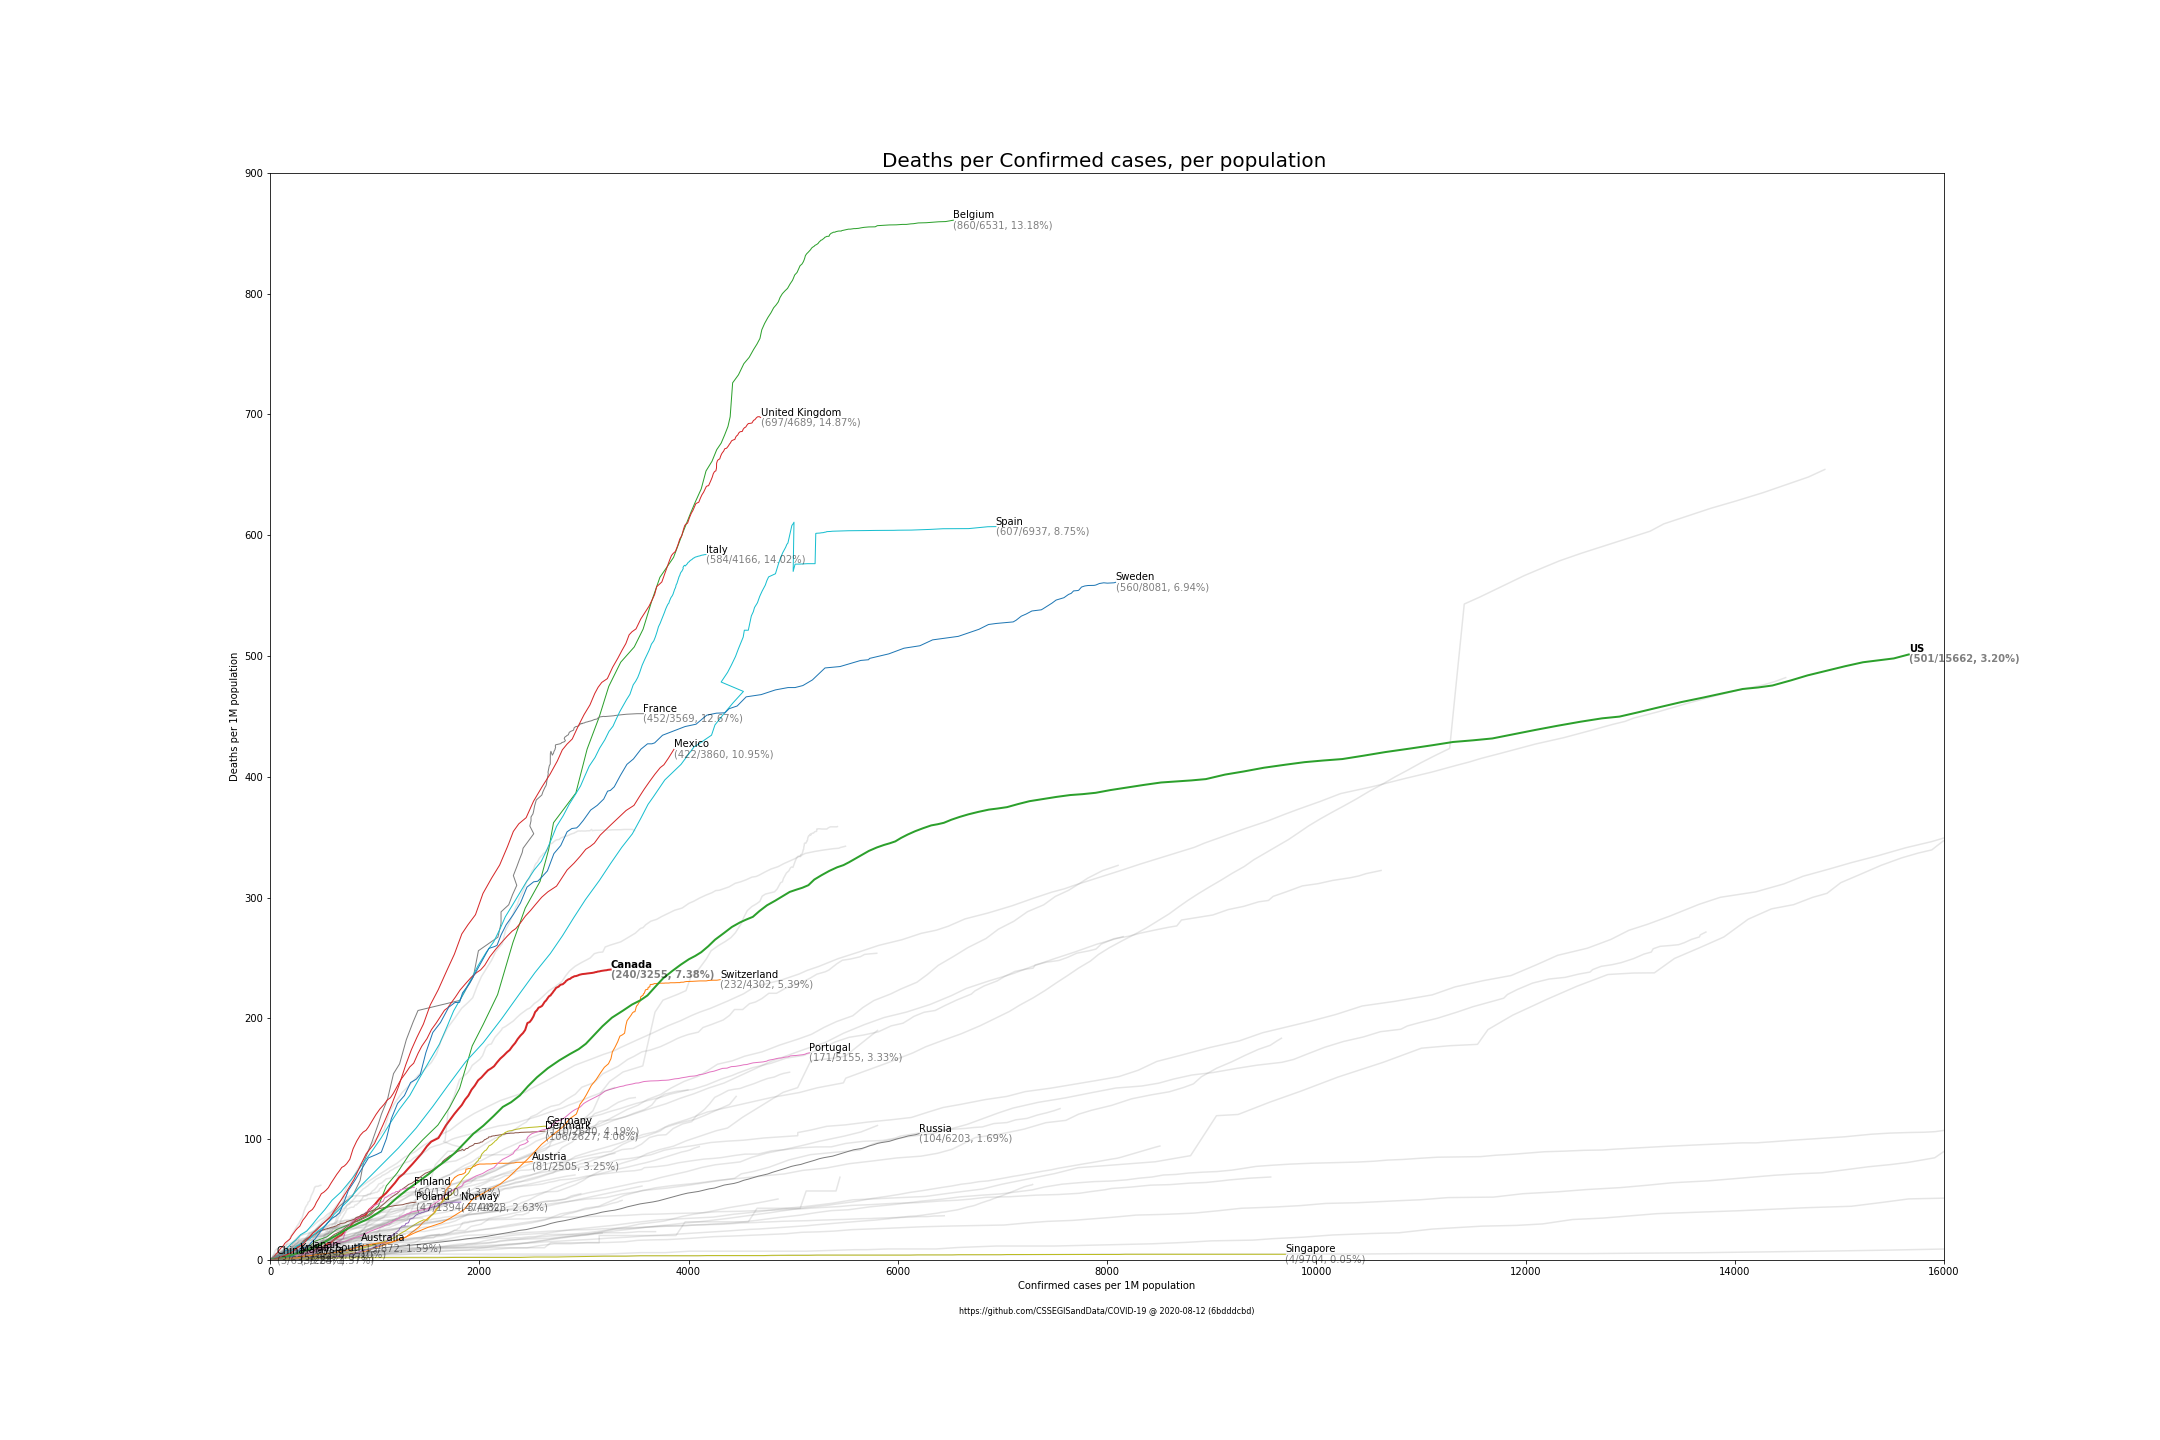 Deaths per Confirmed cases, per population
900
800
700
600
500
400
300
200
100
0
Deaths per 1M population
Belgium
(860/6531, 13.18%)
United Kingdom
(697/4689, 14.87%)
Spain
(607/6937, 8.75%)
Italy
(584/4166, 14.02%)
Sweden
(560/8081, 6.94%)
US
(501/15662, 3.20%)
France
(452/3569, 12.67%)
Mexico
(422/3860, 10.95%)
Canada
(240/3255, 7.38%)
Switzerland
(232/4302, 5.39%)
Portugal
(171/5155, 3.33%)
Germany
Denmark
(106/2627, 4.06%)
Russia
(104/6203, 1.69%)
Austria
(81/2505, 3.25%)
Finland
Poland
Norway
Australia
Japan
South
China
Singapore
(4/9704, 0.05%)
0
2000
4000
6000
8000
10000
12000
14000
16000
Confirmed cases per 1M population
https://github.com/CSSEGISandData/COVID-19 @ 2020-08-12 (6bdddcbd)